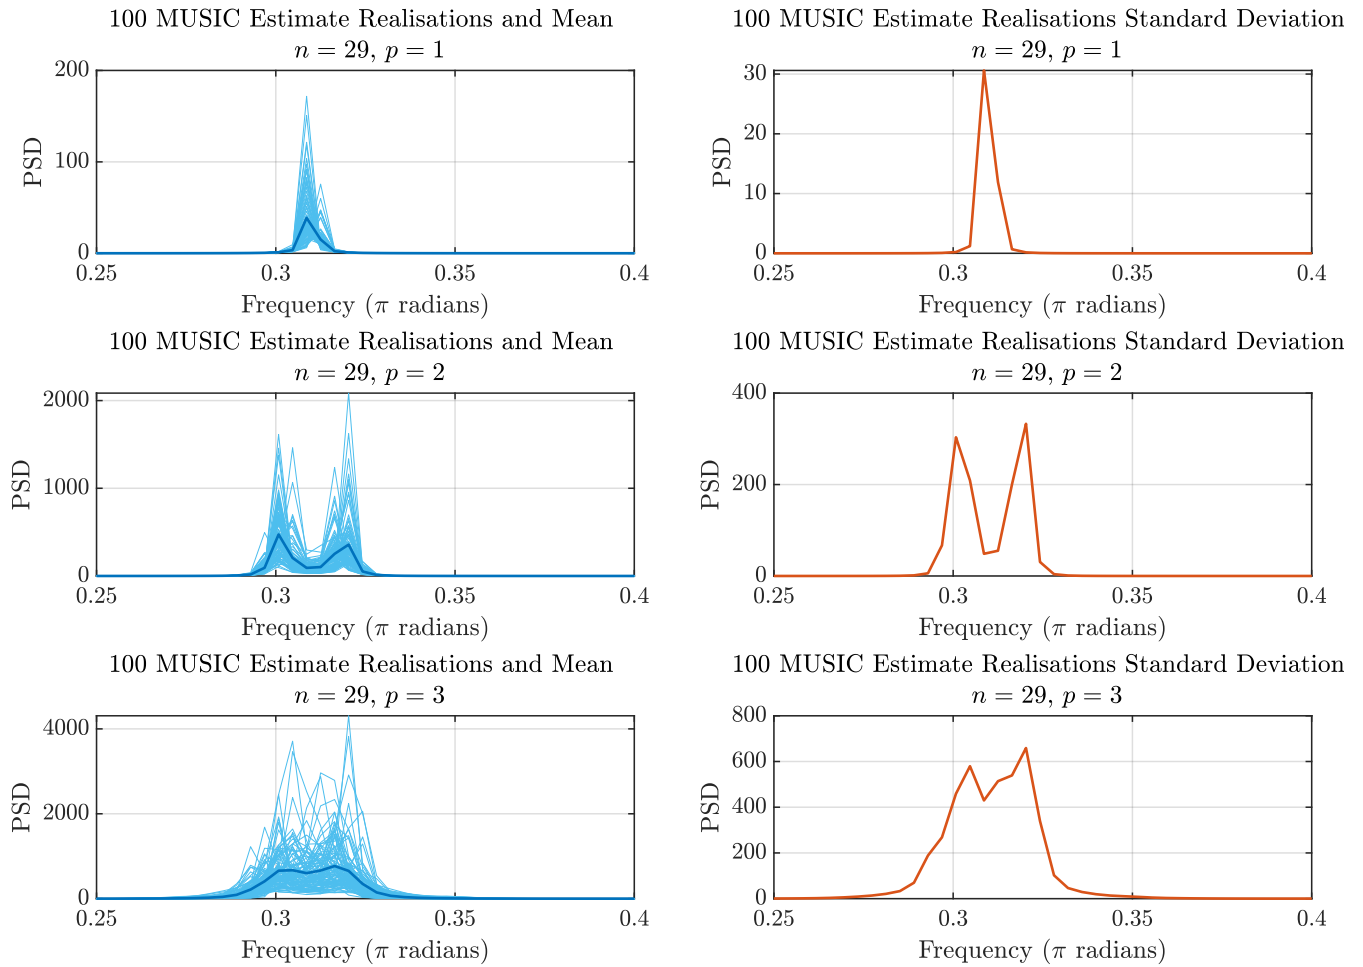 100 MUSIC Estimate Realisations and Mean
n = 29, p = 1
200
100
0
PSD
0.25 0.3 0.35 0.4
Frequency (π radians)
100 MUSIC Estimate Realisations Standard Deviation
n = 29, p = 1
30
20
10
0
PSD
0.25 0.3 0.35 0.4
Frequency (π radians)
100 MUSIC Estimate Realisations and Mean
n = 29, p = 2
2000
1000
0
PSD
0.25 0.3 0.35 0.4
Frequency (π radians)
100 MUSIC Estimate Realisations Standard Deviation
n = 29, p = 2
400
200
0
PSD
0.25 0.3 0.35 0.4
Frequency (π radians)
100 MUSIC Estimate Realisations and Mean
n = 29, p = 3
4000
2000
0
PSD
0.25 0.3 0.35 0.4
Frequency (π radians)
100 MUSIC Estimate Realisations Standard Deviation
n = 29, p = 3
800
600
400
200
0
PSD
0.25 0.3 0.35 0.4
Frequency (π radians)